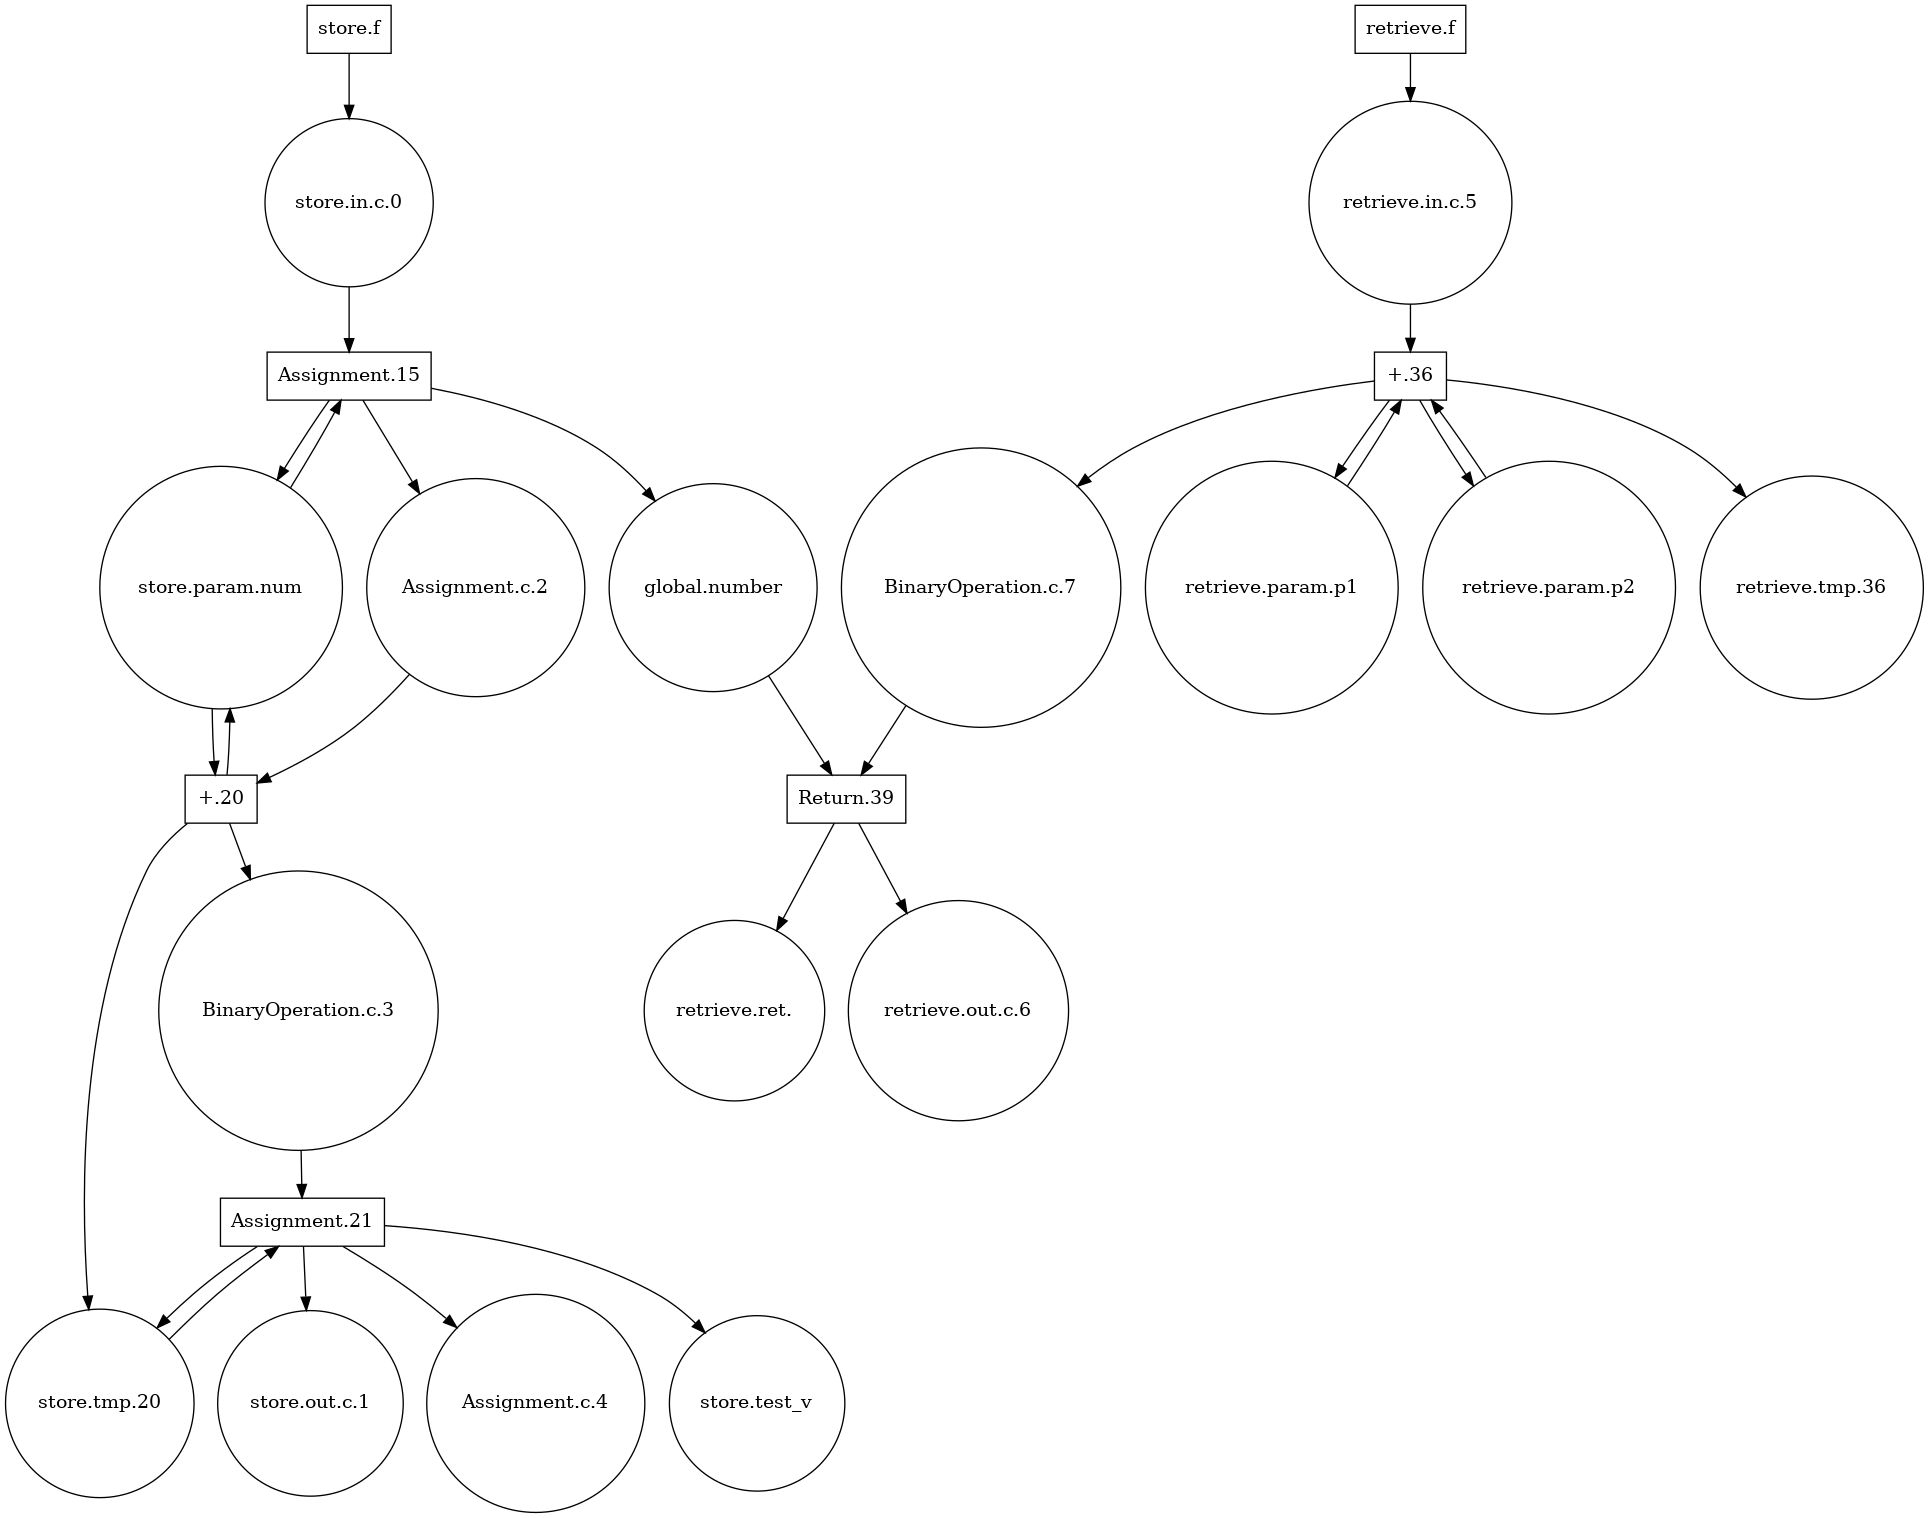 store.f
retrieve.f
store.in.c.0
retrieve.in.c.5
Assignment.15
+.36
store.param.num
Assignment.c.2
global.number
BinaryOperation.c.7
retrieve.param.p1
retrieve.param.p2
retrieve.tmp.36
+.20
Return.39
BinaryOperation.c.3
retrieve.ret.
retrieve.out.c.6
Assignment.21
store.tmp.20
store.out.c.1
Assignment.c.4
store.test_v